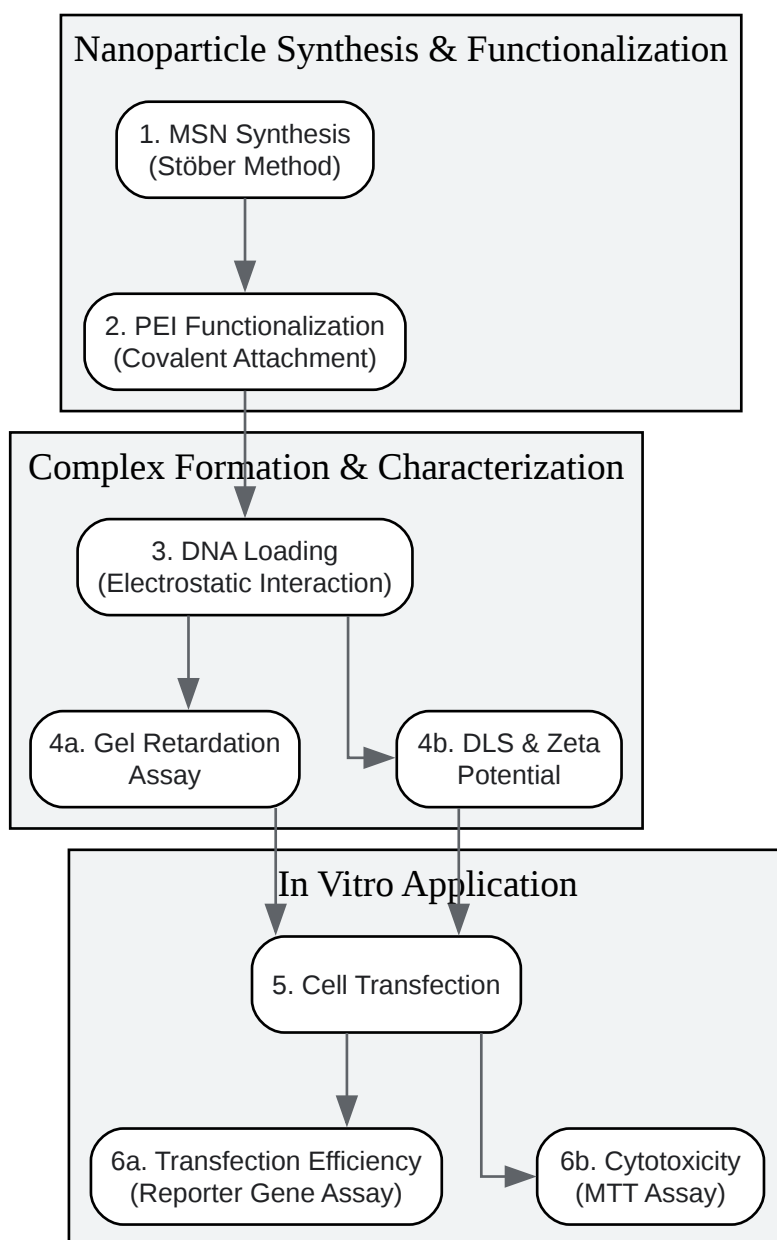 Nanoparticle Synthesis & Functionalization
1. MSN Synthesis
(Stöber Method)
2. PEI Functionalization
(Covalent Attachment)
Complex Formation & Characterization
3. DNA Loading
(Electrostatic Interaction)
4a. Gel Retardation
Assay
4b. DLS & Zeta
Potential
In Vitro Application
5. Cell Transfection
6a. Transfection Efficiency
(Reporter Gene Assay)
6b. Cytotoxicity
(MTT Assay)